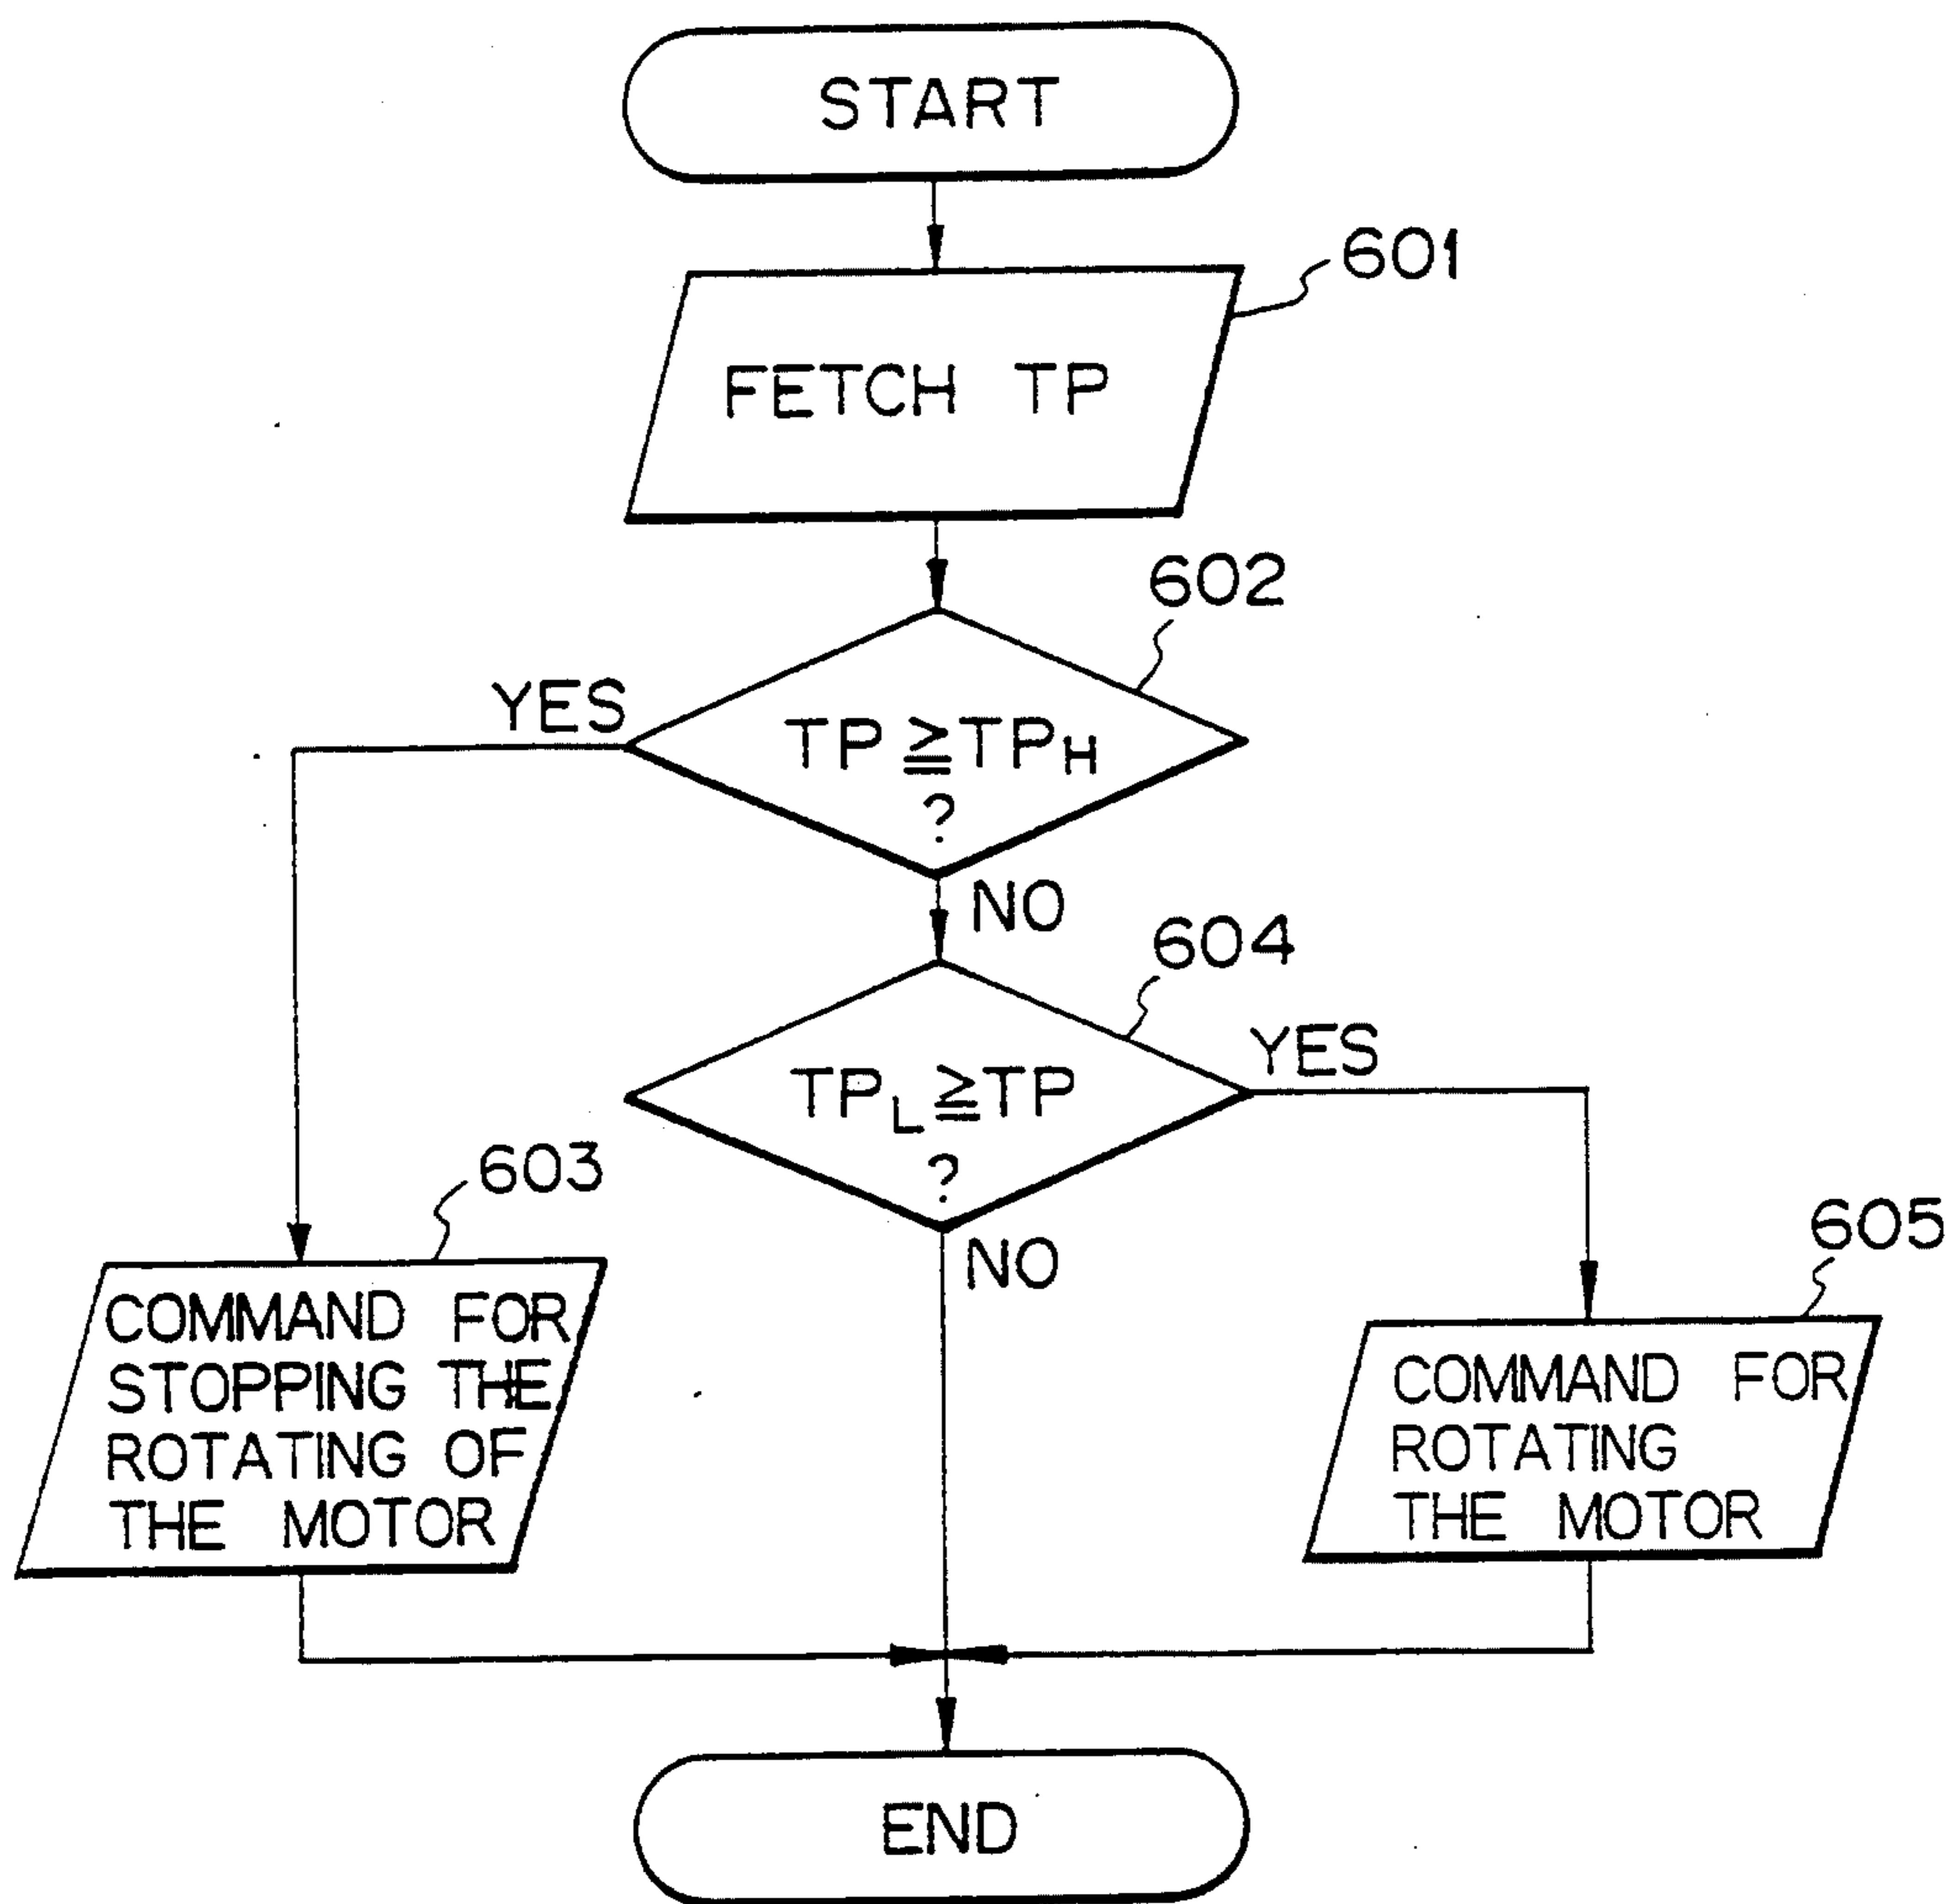 START
601
FETCH TP
602
YES
TP ≧ TPH
?
NO
604
YES
TPL ≧ TP
?
NO
603
COMMAND FOR
STOPPING THE
ROTATING OF
THE MOTOR
605
COMMAND FOR
ROTATING
THE MOTOR
END